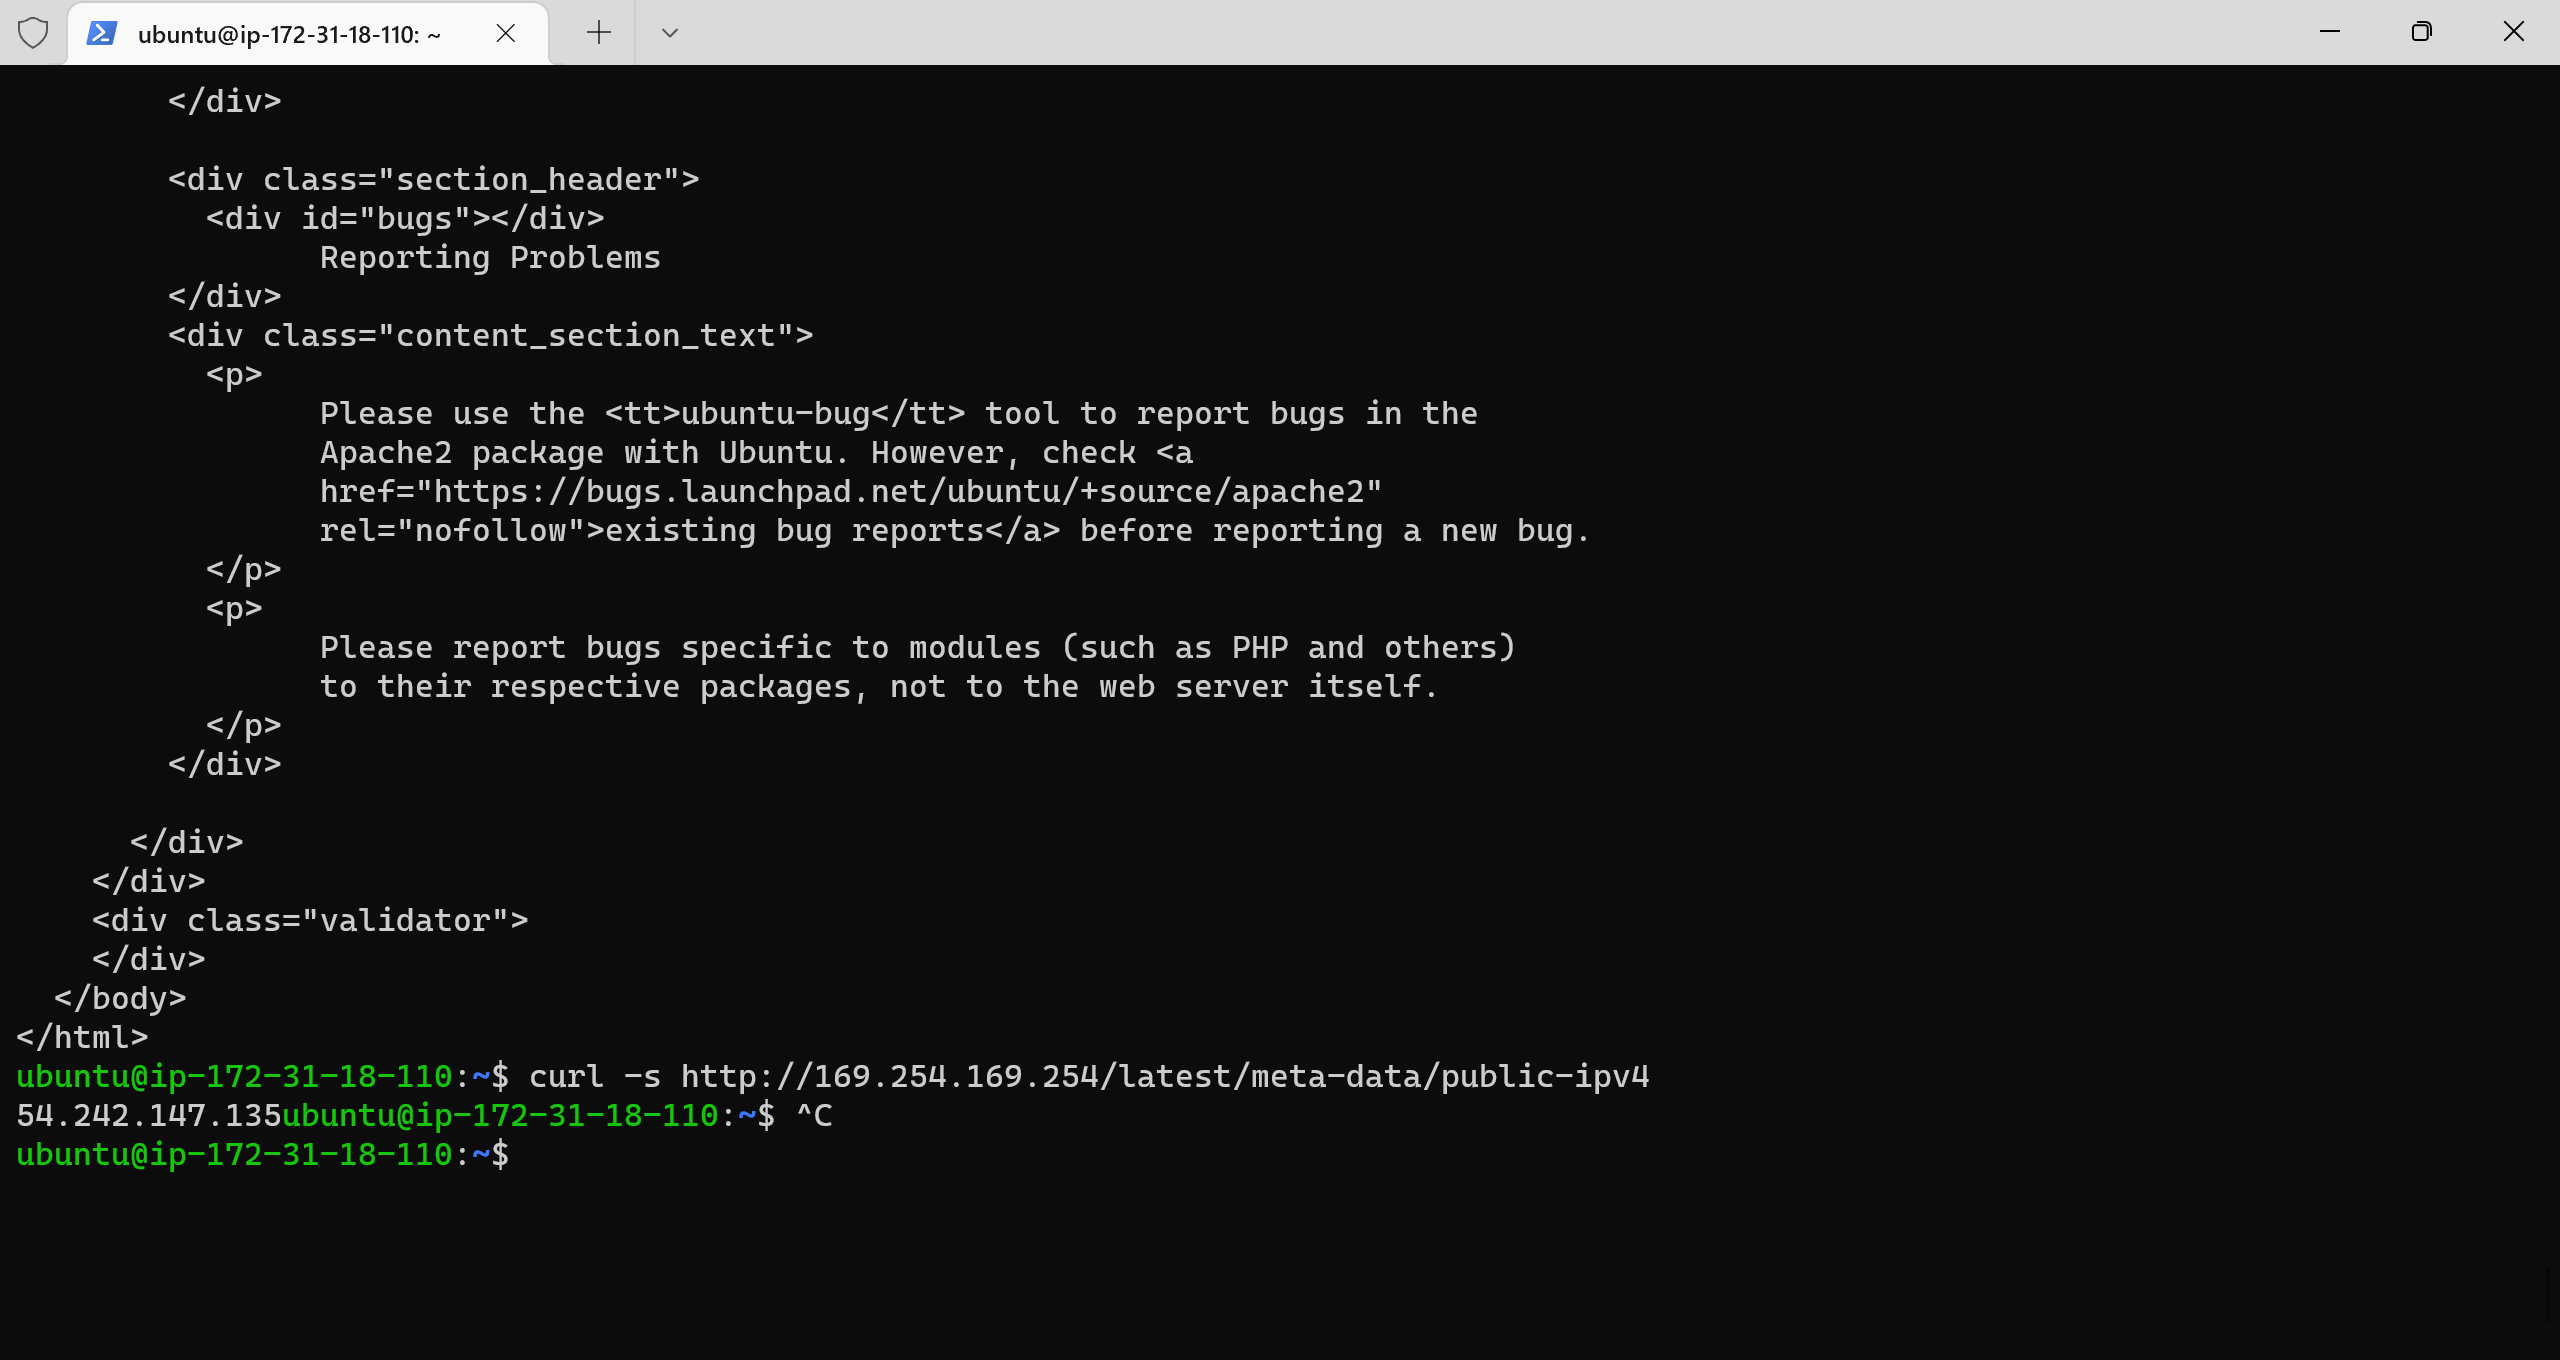 ubuntu@ip-172-31-18-110: ~
</div>
<div class="section_header">
<div id="bugs"></div>
Reporting Problems
</div>
<div class="content_section_text">
<p>
Please use the <tt>ubuntu-bug</tt> tool to report bugs in the
Apache2 package with Ubuntu. However, check <a
href="https://bugs.launchpad.net/ubuntu/+source/apache2"
rel="nofollow">existing bug reports</a> before reporting a new bug.
</p>
<p>
Please report bugs specific to modules (such as PHP and others)
to their respective packages, not to the web server itself.
</p>
</div>
</div>
</div>
<div class="validator">
</div>
</body>
</html>
ubuntu@ip-172-31-18-110:~$ curl -s http://169.254.169.254/latest/meta-data/public-ipv4
54.242.147.135ubuntu@ip-172-31-18-110:~$ ^C
ubuntu@ip-172-31-18-110:~$